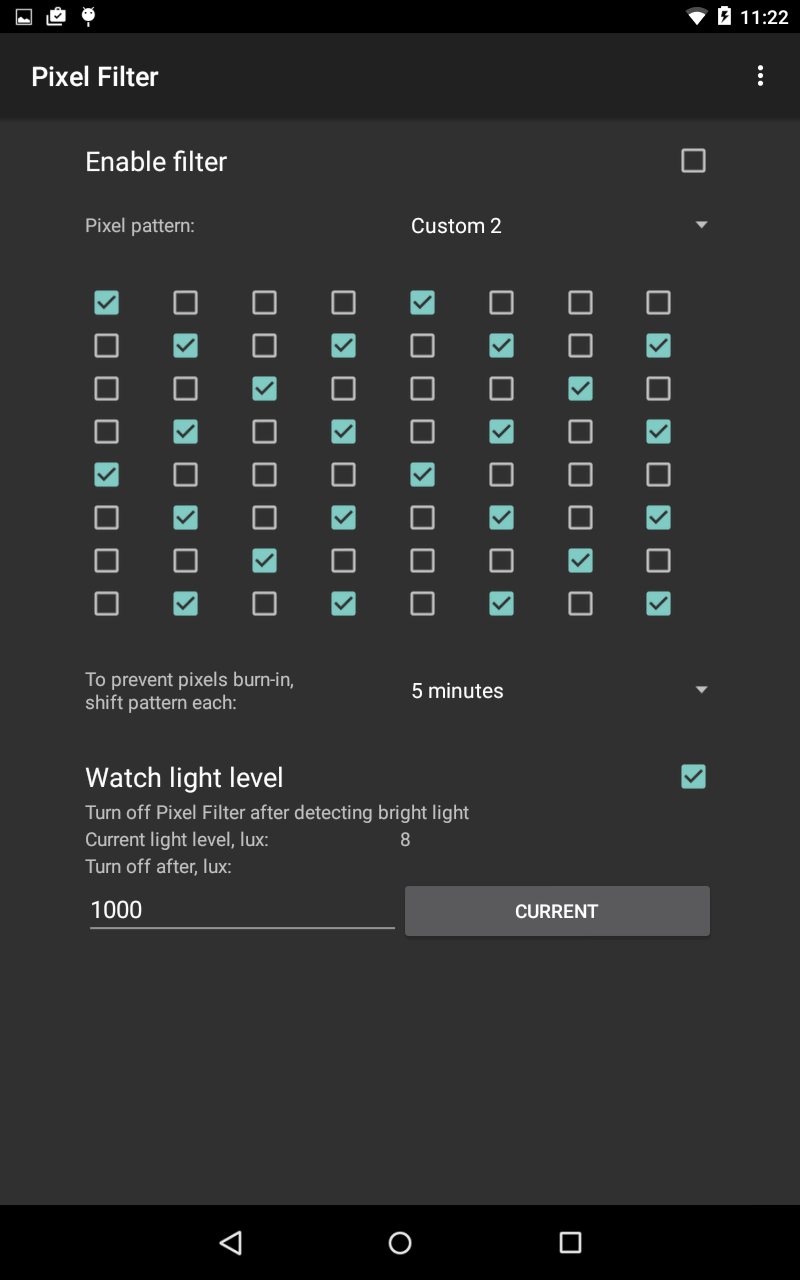 11:22
Pixel Filter
Enable filter
Pixel pattern: Custom 2
To prevent pixels burn-in,
shift pattern each: 5 minutes
Watch light level
Turn off Pixel Filter after detecting bright light
Current light level, lux: 8
Turn off after, lux:
1000 CURRENT